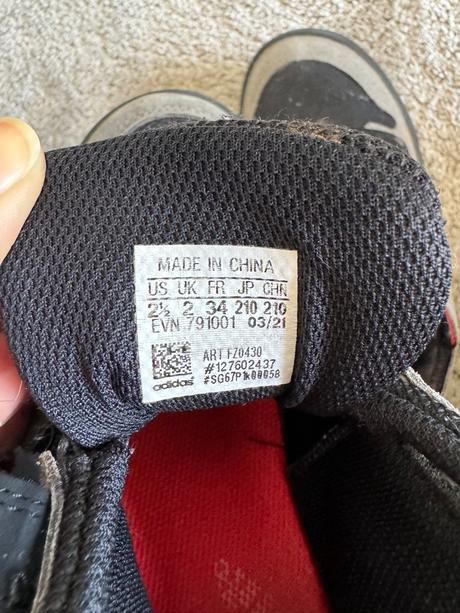 MADE IN CHINA
US UK FR JP CHN
2½ 2 34 210 210
EVN 791001 03/21
ART FZ0430
#127602437
adidas #SG67P1k00058